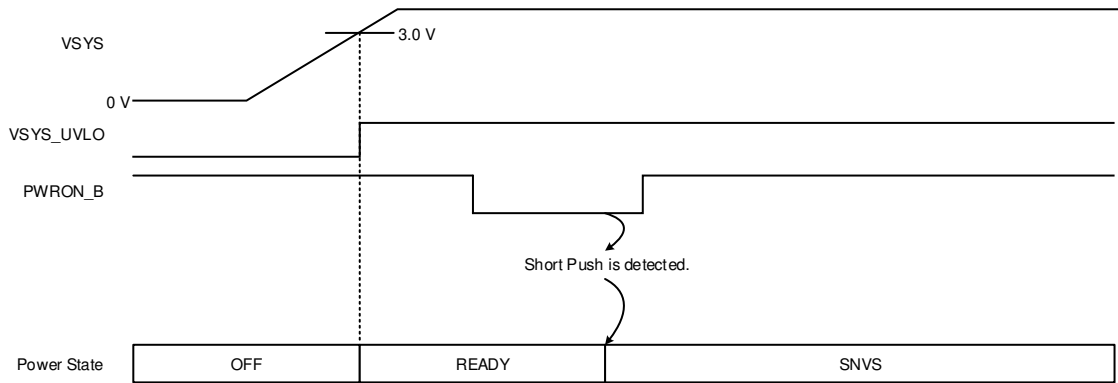 VSYS
3.0 V
0 V
VSYS_UVLO
PWRON_B
Short Push is detected.
Power State
OFF
READY
SNVS